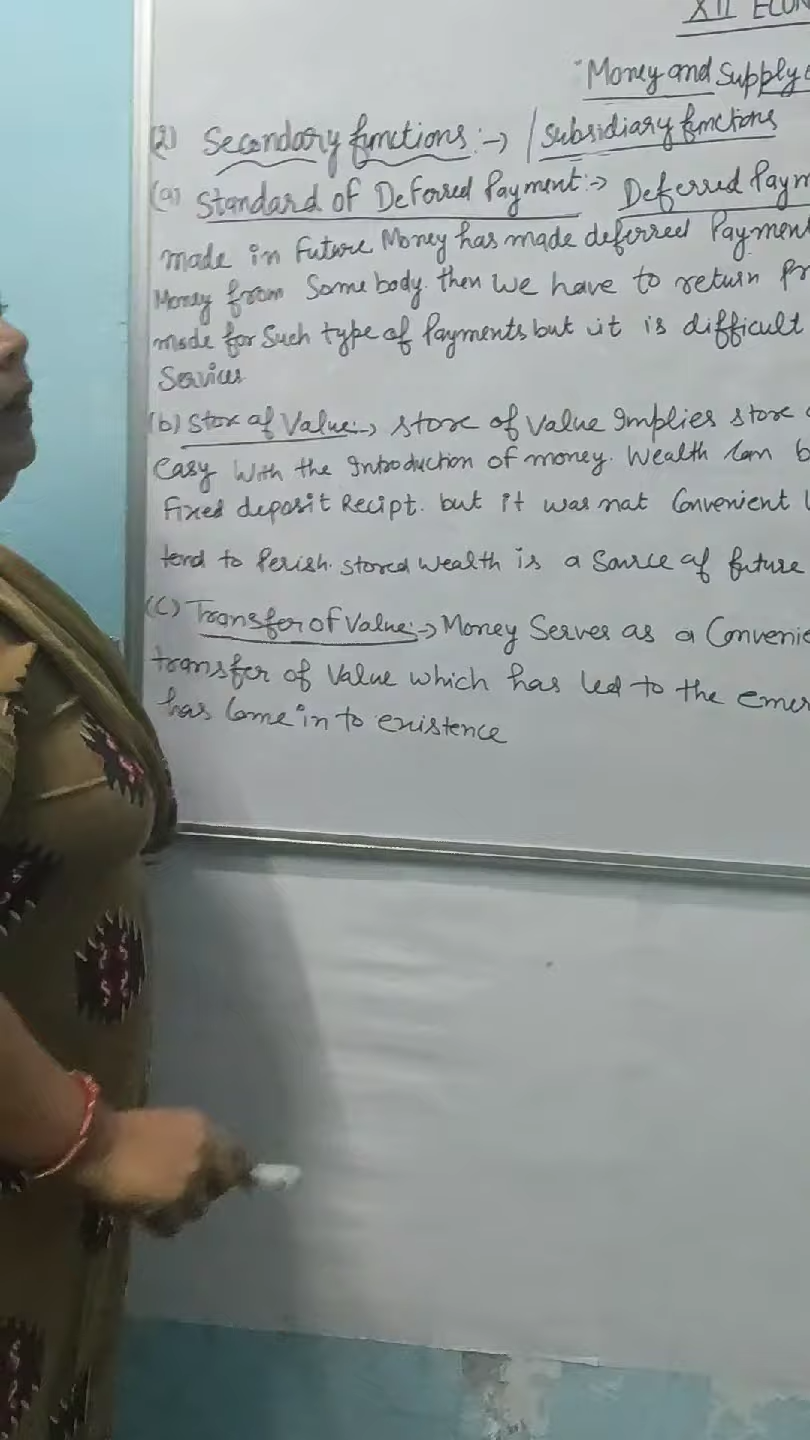 XII ECON
Money and Supply
(2) Secondary functions :→ / Subsidiary functions
(a) Standard of Deferred Payment :→ Deferred Paym
made in Future Money has made deferred Payment
Money from Some body. then We have to return Pr
made for Such type of Payments but it is difficult
Services
(b) Store of Value :→ Store of Value Implies store
Easy With the Introduction of money. Wealth Can b
Fixed deposit Recipt. but it was not Convenient
tend to Perish. Stored Wealth is a Source of future
(C) Transfer of Value :→ Money Serves as a Convenie
transfer of Value which has led to the emer
has Come in to existence